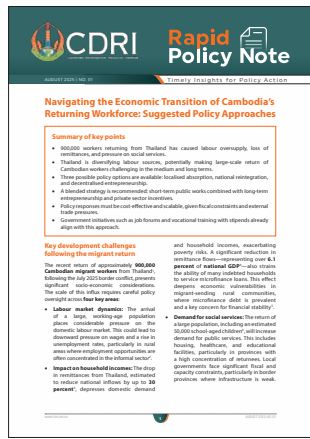 CDRI
Rapid
Policy Note
AUGUST 2025 | NO. 01
Timely Insights for Policy Action
Navigating the Economic Transition of Cambodia's
Returning Workforce: Suggested Policy Approaches
Summary of key points
• 900,000 workers returning from Thailand has caused labour oversupply, loss of
remittances, and pressure on social services.
• Thailand is diversifying labour sources, potentially making large-scale return of
Cambodian workers challenging in the medium and long terms.
• Three possible policy options are available: localised absorption, national reintegration,
and decentralised entrepreneurship.
• A blended strategy is recommended: short-term public works combined with long-term
entrepreneurship and private sector incentives.
• Policy responses must be cost-effective and scalable, given fiscal constraints and external
trade pressures.
• Government initiatives such as job forums and vocational training with stipends already
align with this approach.
Key development challenges
following the migrant return
The recent return of approximately 900,000
Cambodian migrant workers from Thailand¹,
following the July 2025 border conflict, presents
significant socio-economic considerations.
The scale of this influx requires careful policy
oversight across four key areas:
• Labour market dynamics: The arrival
of a large, working-age population
places considerable pressure on the
domestic labour market. This could lead to
downward pressure on wages and a rise in
unemployment rates, particularly in rural
areas where employment opportunities are
often concentrated in the informal sector².
• Impact on household incomes: The drop
in remittances from Thailand, estimated
to reduce national inflows by up to 30
percent³, depresses domestic demand
and household incomes, exacerbating
poverty risks. A significant reduction in
remittance flows—representing over 6.1
percent of national GDP⁴—also strains
the ability of many indebted households
to service microfinance loans. This effect
deepens economic vulnerabilities in
migrant-sending rural communities,
where microfinance debt is prevalent
and a key concern for financial stability⁵.
• Demand for social services: The return of
a large population, including an estimated
50,000 school-aged children⁶, will increase
demand for public services. This includes
housing, healthcare, and educational
facilities, particularly in provinces with
a high concentration of returnees. Local
governments face significant fiscal and
capacity constraints, particularly in border
provinces where infrastructure is weak.
1